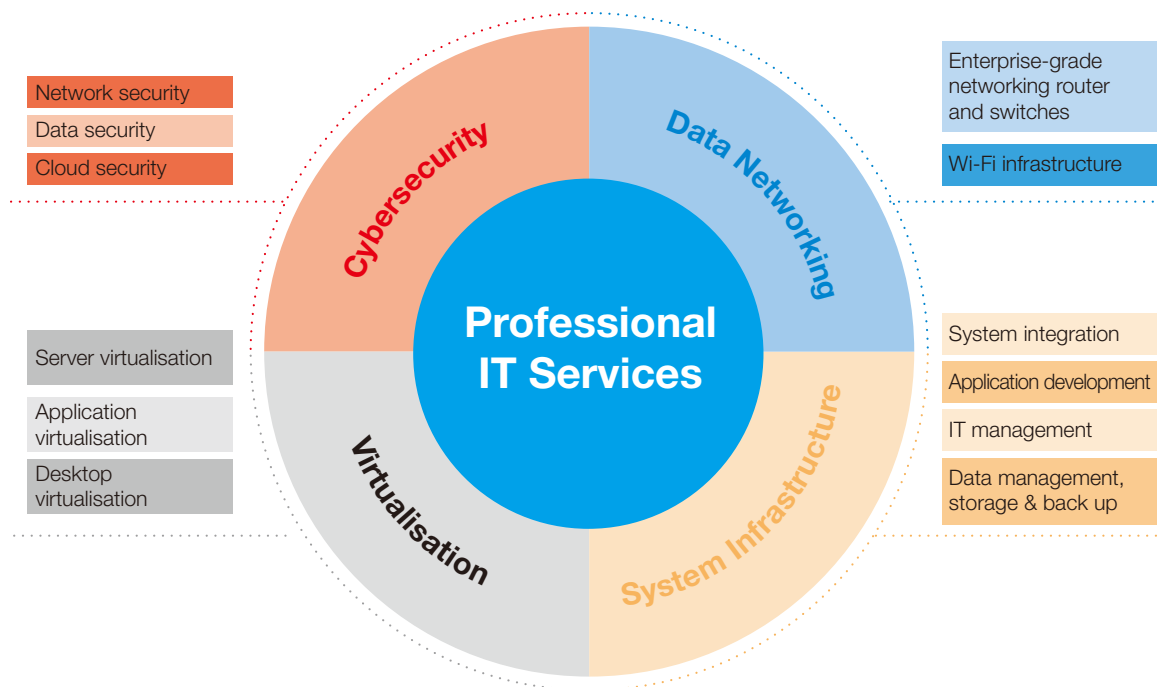 Network security
Data security
Cloud security
Cybersecurity
Data Networking
Enterprise-grade
networking router
and switches
Wi-Fi infrastructure
Professional
IT Services
Server virtualisation
Application
virtualisation
Desktop
virtualisation
Virtualisation
System Infrastructure
System integration
Application development
IT management
Data management,
storage & back up